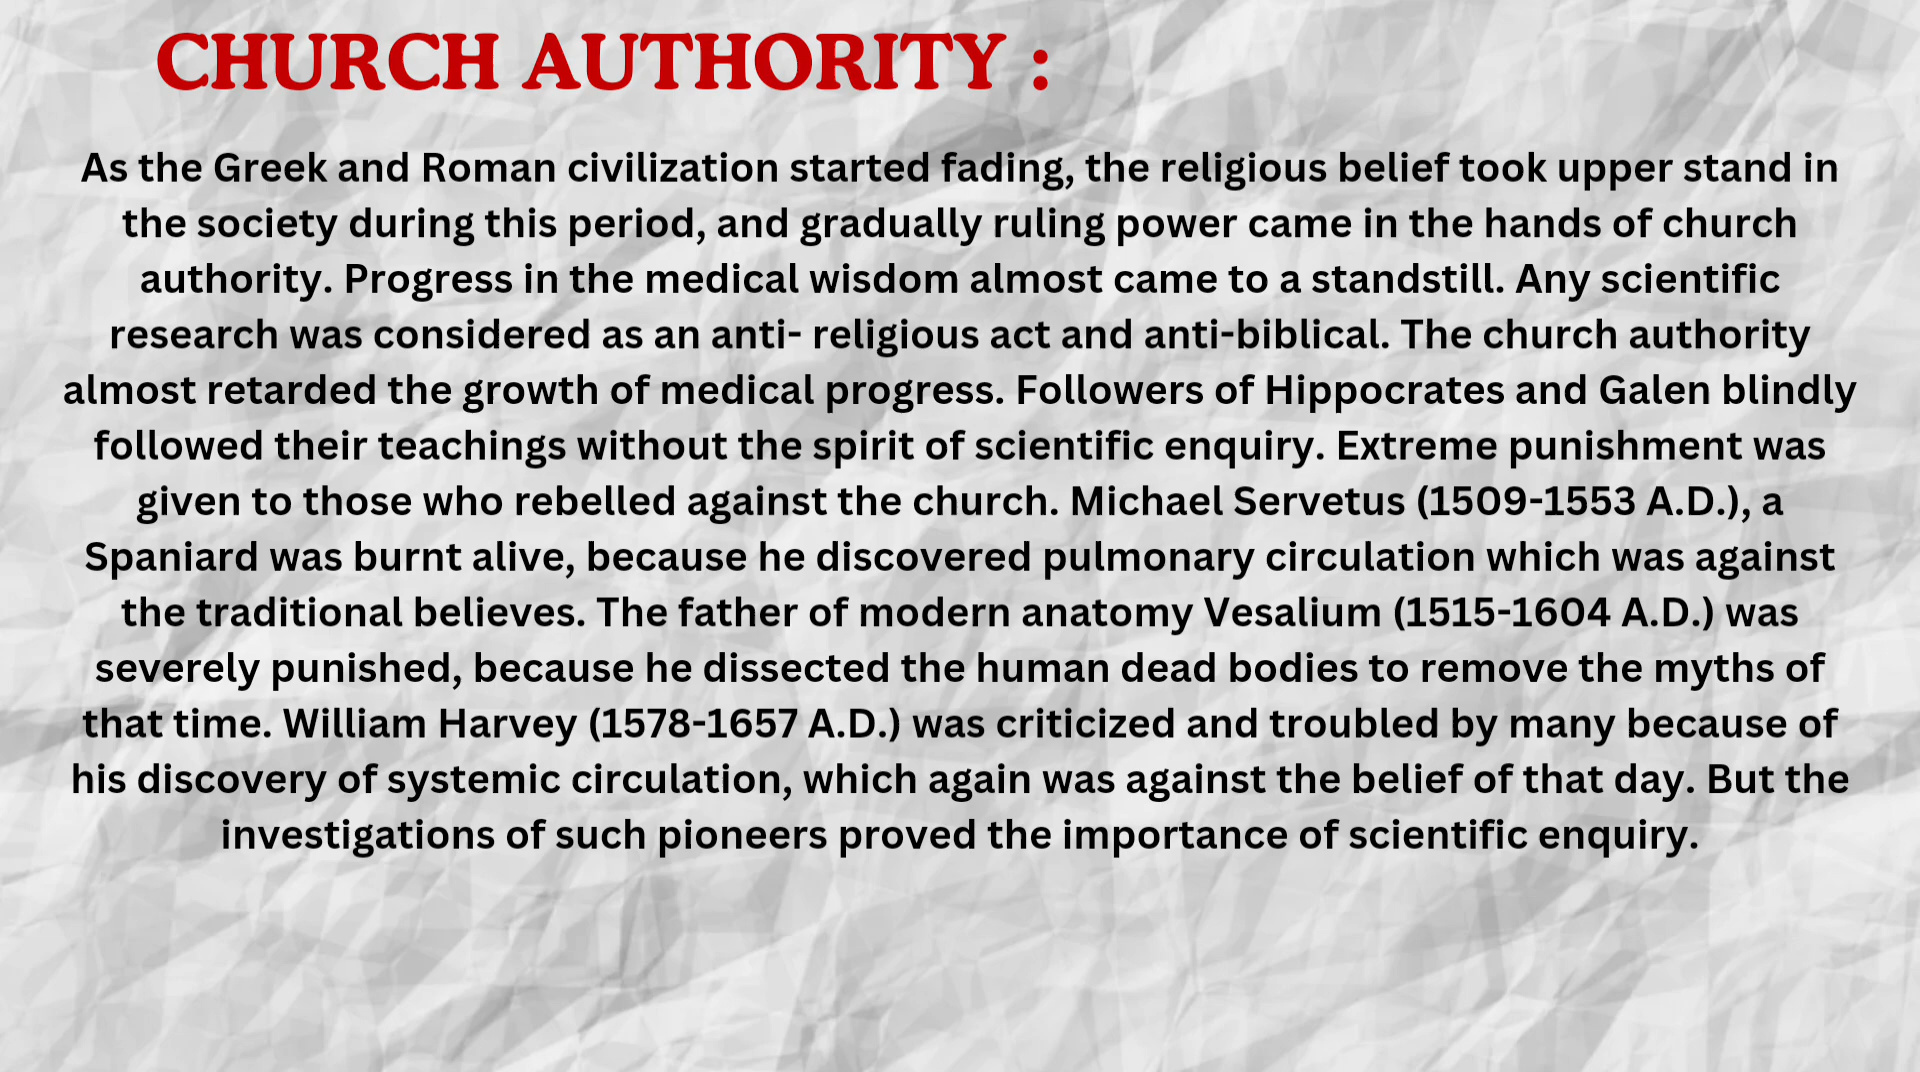 CHURCH AUTHORITY :
As the Greek and Roman civilization started fading, the religious belief took upper stand in
the society during this period, and gradually ruling power came in the hands of church
authority. Progress in the medical wisdom almost came to a standstill. Any scientific
research was considered as an anti- religious act and anti-biblical. The church authority
almost retarded the growth of medical progress. Followers of Hippocrates and Galen blindly
followed their teachings without the spirit of scientific enquiry. Extreme punishment was
given to those who rebelled against the church. Michael Servetus (1509-1553 A.D.), a
Spaniard was burnt alive, because he discovered pulmonary circulation which was against
the traditional believes. The father of modern anatomy Vesalium (1515-1604 A.D.) was
severely punished, because he dissected the human dead bodies to remove the myths of
that time. William Harvey (1578-1657 A.D.) was criticized and troubled by many because of
his discovery of systemic circulation, which again was against the belief of that day. But the
investigations of such pioneers proved the importance of scientific enquiry.